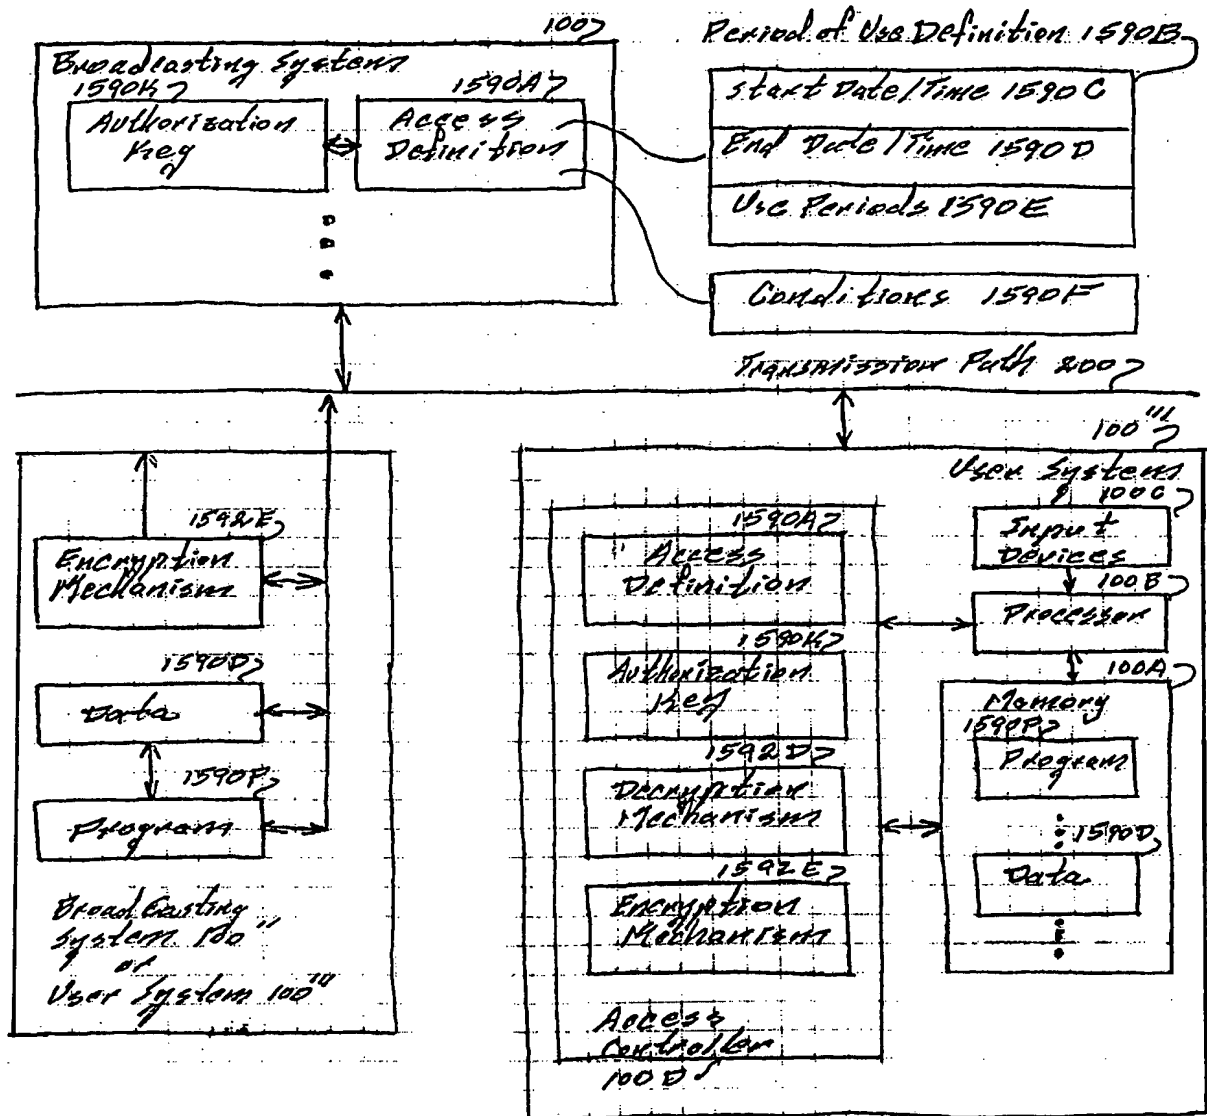 100
Broadcasting System
1590K
Authorization
Key
1590A
Access
Definition
Period of Use Definition 1590B
Start Date/Time 1590C
End Date/Time 1590D
Use Periods 1590E
Conditions 1590F
Transmission Path 200
1592E
Encryption
Mechanism
1590D
Data
1590P
Program
BroadCasting
System 100"
or
User System 100'''
100'''
User System
1590A
Access
Definition
1590K
Authorization
Key
1592D
Decryption
Mechanism
1592E
Encryption
Mechanism
Access
Controller
100D
100C
Input
Devices
100B
Processor
100A
Memory
1590P
Program
1590D
Data